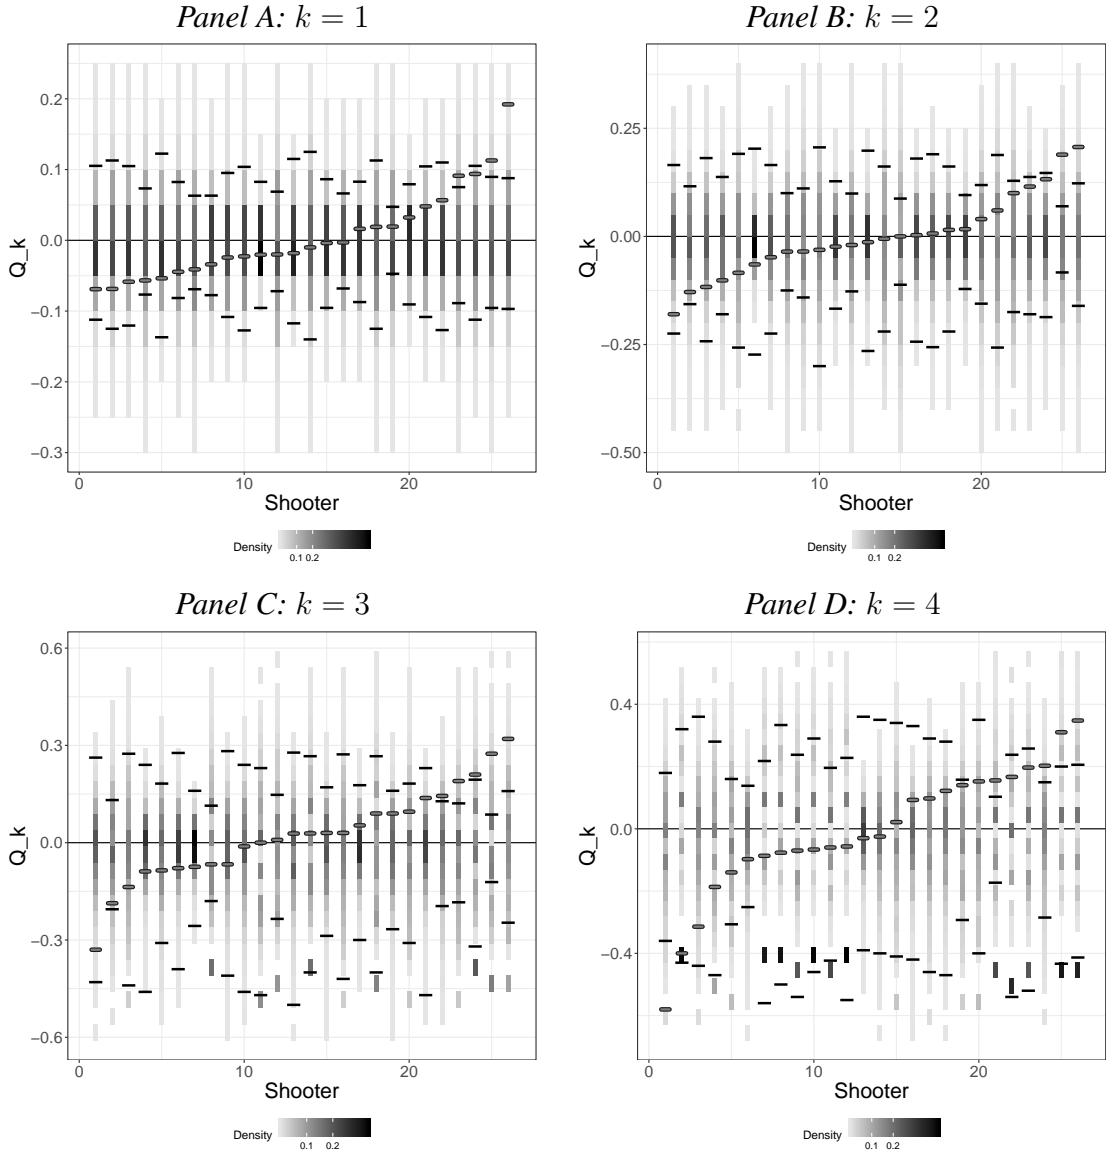 Panel A: k = 1
Panel B: k = 2
0.2
0.1
0.0
−0.1
−0.2
−0.3
Q_k
0
10
20
Shooter
Density
0.1 0.2
0.25
0.00
−0.25
−0.50
Q_k
0
10
20
Shooter
Density
0.1 0.2
Panel C: k = 3
Panel D: k = 4
0.6
0.3
0.0
−0.3
−0.6
Q_k
0
10
20
Shooter
Density
0.1 0.2
0.4
0.0
−0.4
Q_k
0
10
20
Shooter
Density
0.1 0.2